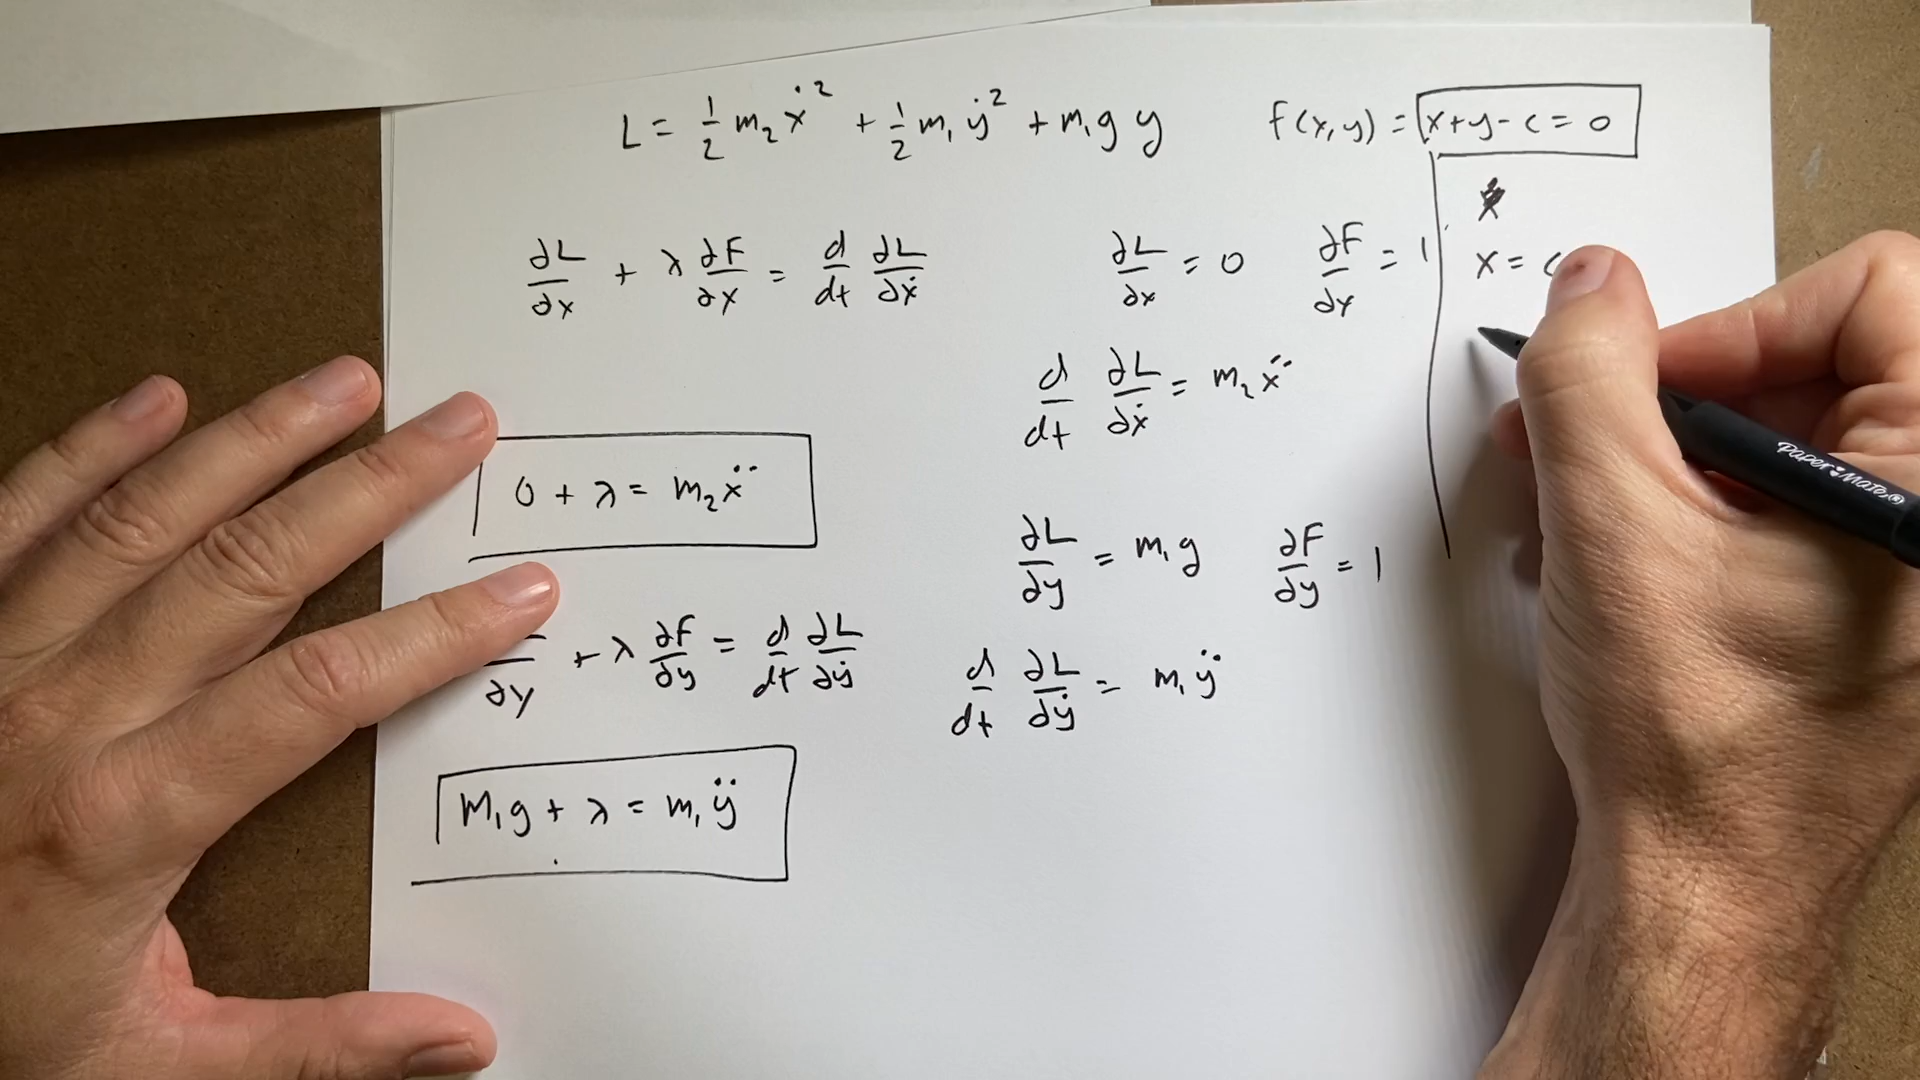 L = 1/2 m₂ ẋ² + 1/2 m₁ ẏ² + m₁ g y
f(x,y) = x+y-c = 0
∂L/∂x + λ ∂F/∂x = d/dt ∂L/∂ẋ
∂L/∂x = 0
∂F/∂x = 1
x = c
d/dt ∂L/∂ẋ = m₂ ẍ
0 + λ = m₂ ẍ
∂L/∂y = m₁ g
∂F/∂y = 1
∂y + λ ∂F/∂y = d/dt ∂L/∂ẏ
d/dt ∂L/∂ẏ = m₁ ÿ
m₁g + λ = m₁ ÿ
Paper Mate®